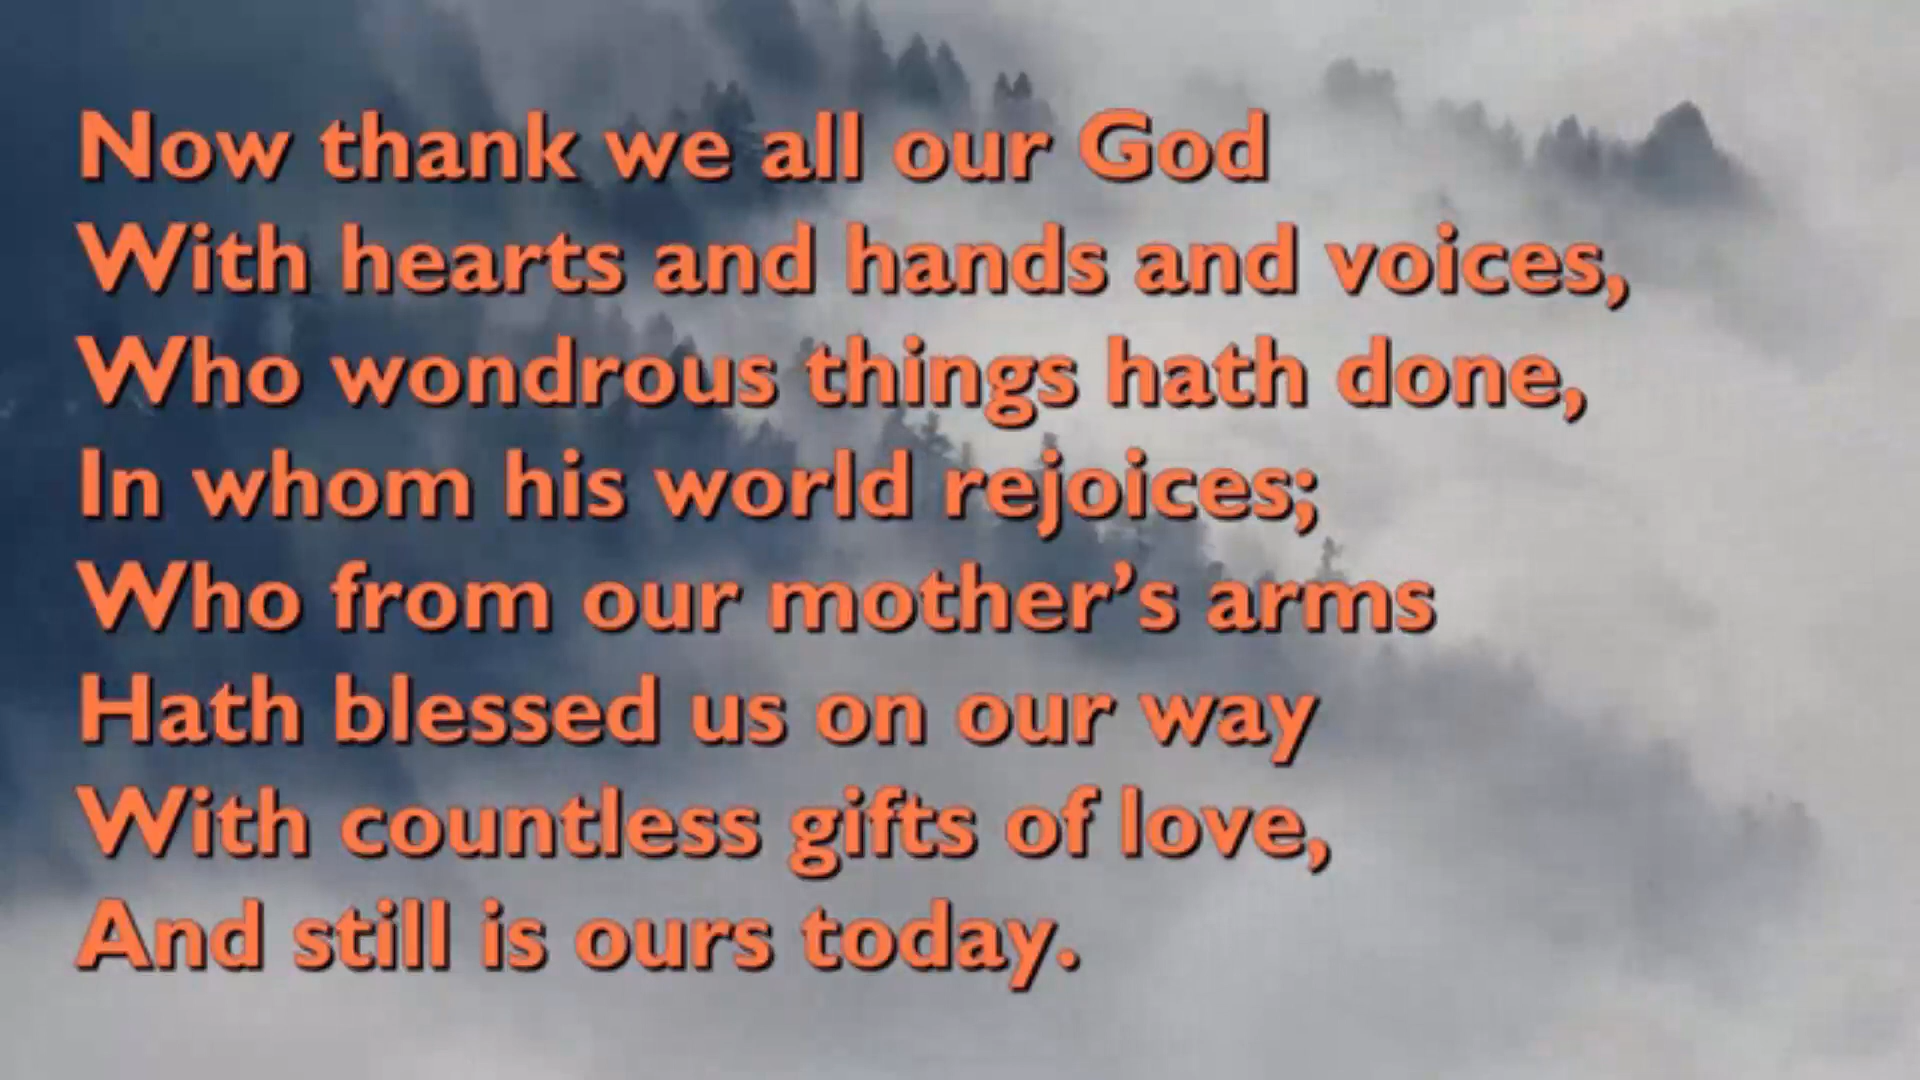 Now thank we all our God
With hearts and hands and voices,
Who wondrous things hath done,
In whom his world rejoices;
Who from our mother’s arms
Hath blessed us on our way
With countless gifts of love,
And still is ours today.